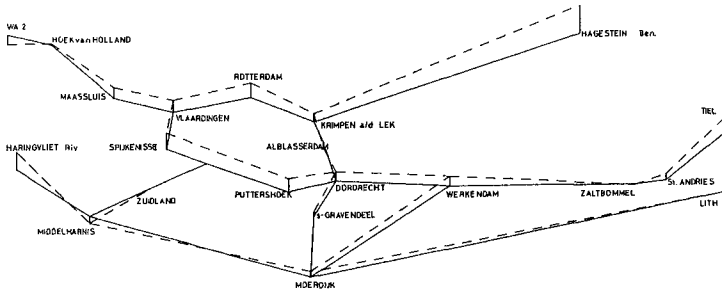 WA 2
HOEK van HOLLAND
HAGESTEIN Ben.
ROTTERDAM
MAASSLUIS
VLAARDINGEN
KRIMPEN a/d LEK
TIEL
HARINGVLIET Riv
SPIJKENISSE
ALBLASSERDAM
ZUIDLAND
PUTTERSHOEK
DORDRECHT
WERKENDAM
ZALTBOMMEL
St. ANDRIES
LITH
's-GRAVENDEEL
MIDDELHARNIS
MOERDIJK